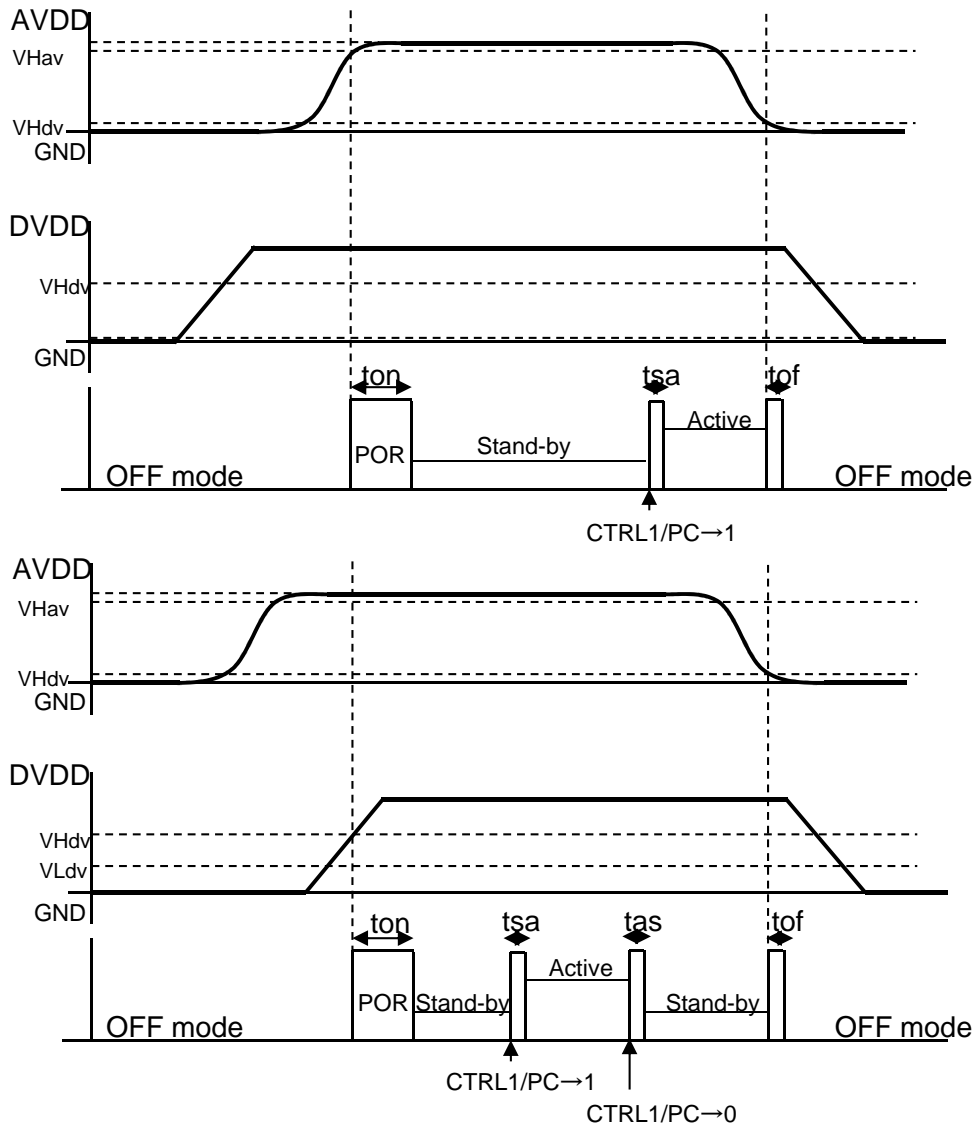 AVDD
VHav
VHdv
GND
DVDD
VHdv
GND
ton
tsa
tof
Active
Stand-by
POR
OFF mode
OFF mode
CTRL1/PC→1
AVDD
VHav
VHdv
GND
DVDD
VHdv
VLdv
GND
ton
tsa
tas
tof
Active
POR
Stand-by
Stand-by
OFF mode
OFF mode
CTRL1/PC→1
CTRL1/PC→0